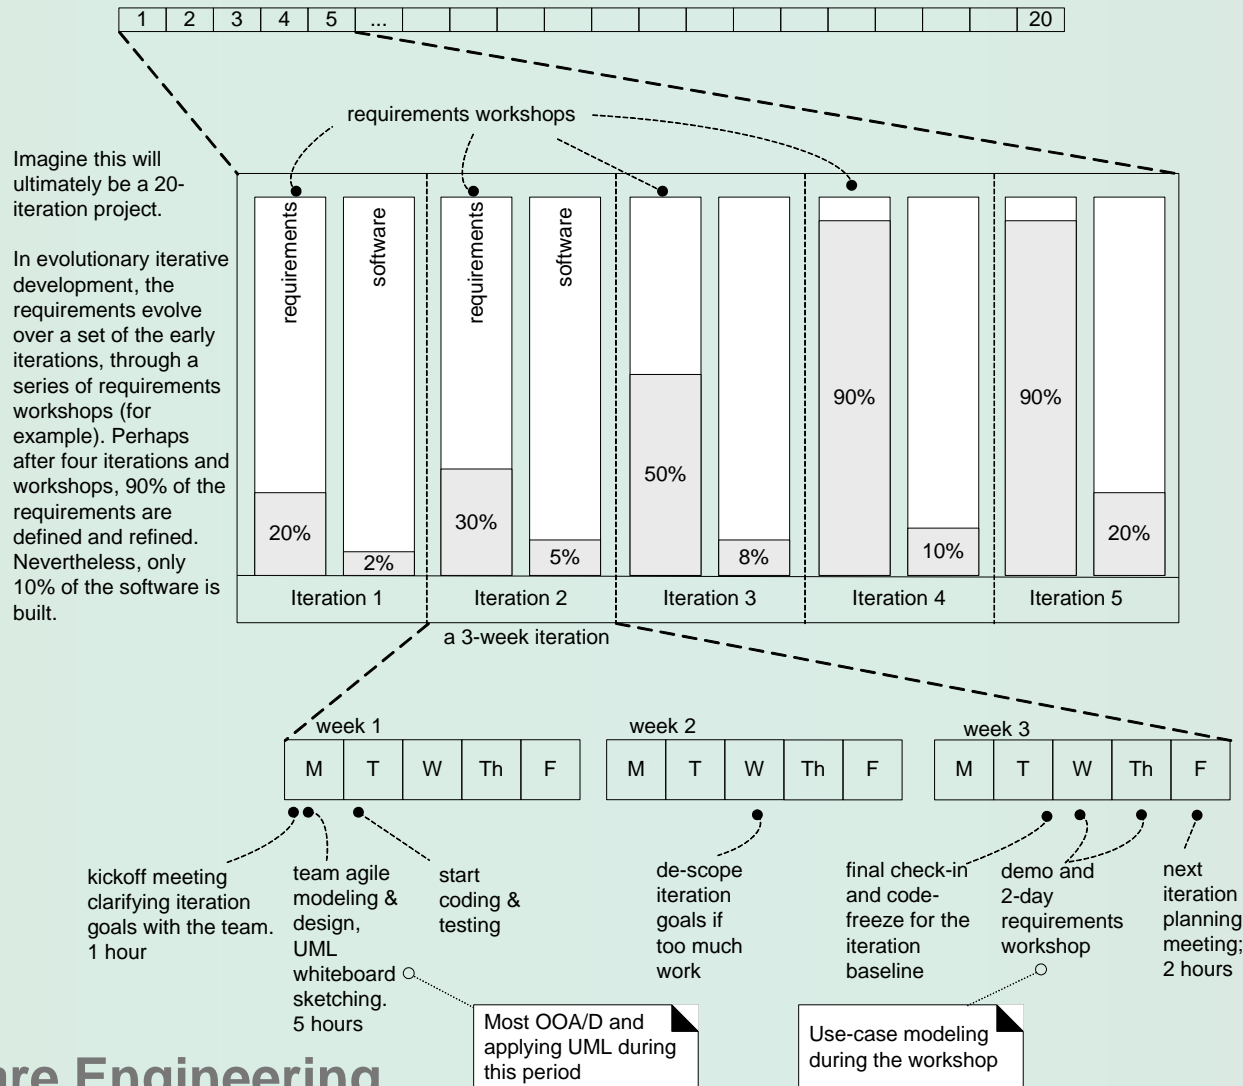 1 2 3 4 5 ... 20
requirements workshops
Imagine this will
ultimately be a 20-
iteration project.
In evolutionary iterative
development, the
requirements evolve
over a set of the early
iterations, through a
series of requirements
workshops (for
example). Perhaps
after four iterations and
workshops, 90% of the
requirements are
defined and refined.
Nevertheless, only
10% of the software is
built.
requirements
software
requirements
software
20%
2%
30%
5%
50%
8%
90%
10%
90%
20%
Iteration 1
Iteration 2
Iteration 3
Iteration 4
Iteration 5
a 3-week iteration
week 1
M T W Th F
week 2
M T W Th F
week 3
M T W Th F
kickoff meeting
clarifying iteration
goals with the team.
1 hour
team agile
modeling &
design,
UML
whiteboard
sketching.
5 hours
start
coding &
testing
de-scope
iteration
goals if
too much
work
final check-in
and code-
freeze for the
iteration
baseline
demo and
2-day
requirements
workshop
next
iteration
planning
meeting;
2 hours
Most OOA/D and
applying UML during
this period
Use-case modeling
during the workshop
are Engineering